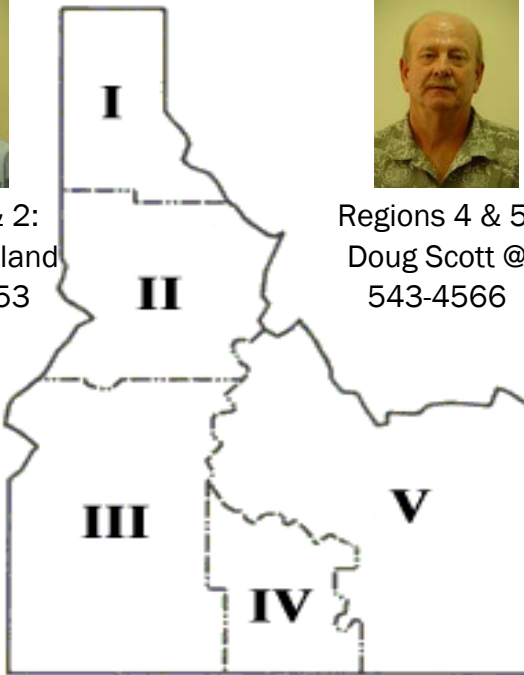 I
& 2:
Regions 4 & 5
land
Doug Scott @
53
543-4566
II
III
IV
V